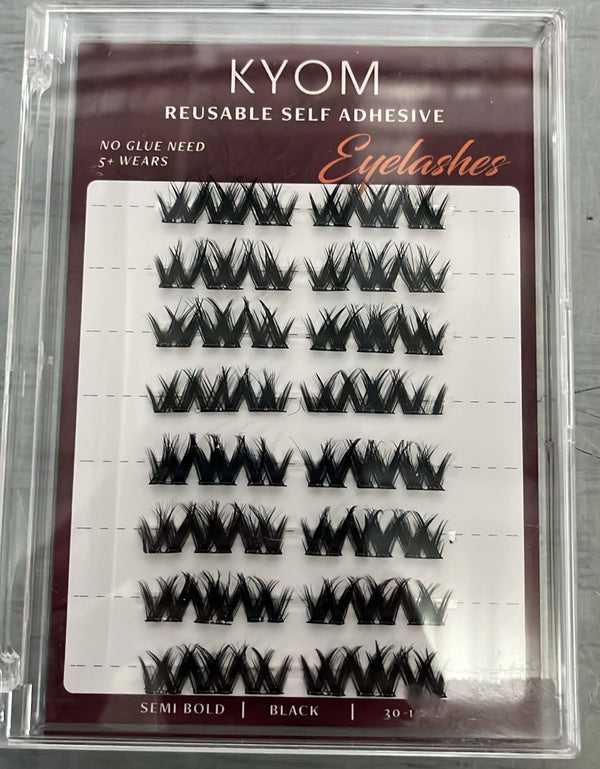 KYOM
REUSABLE SELF ADHESIVE
Eyelashes
NO GLUE NEED
5+ WEARS
SEMI BOLD | BLACK |